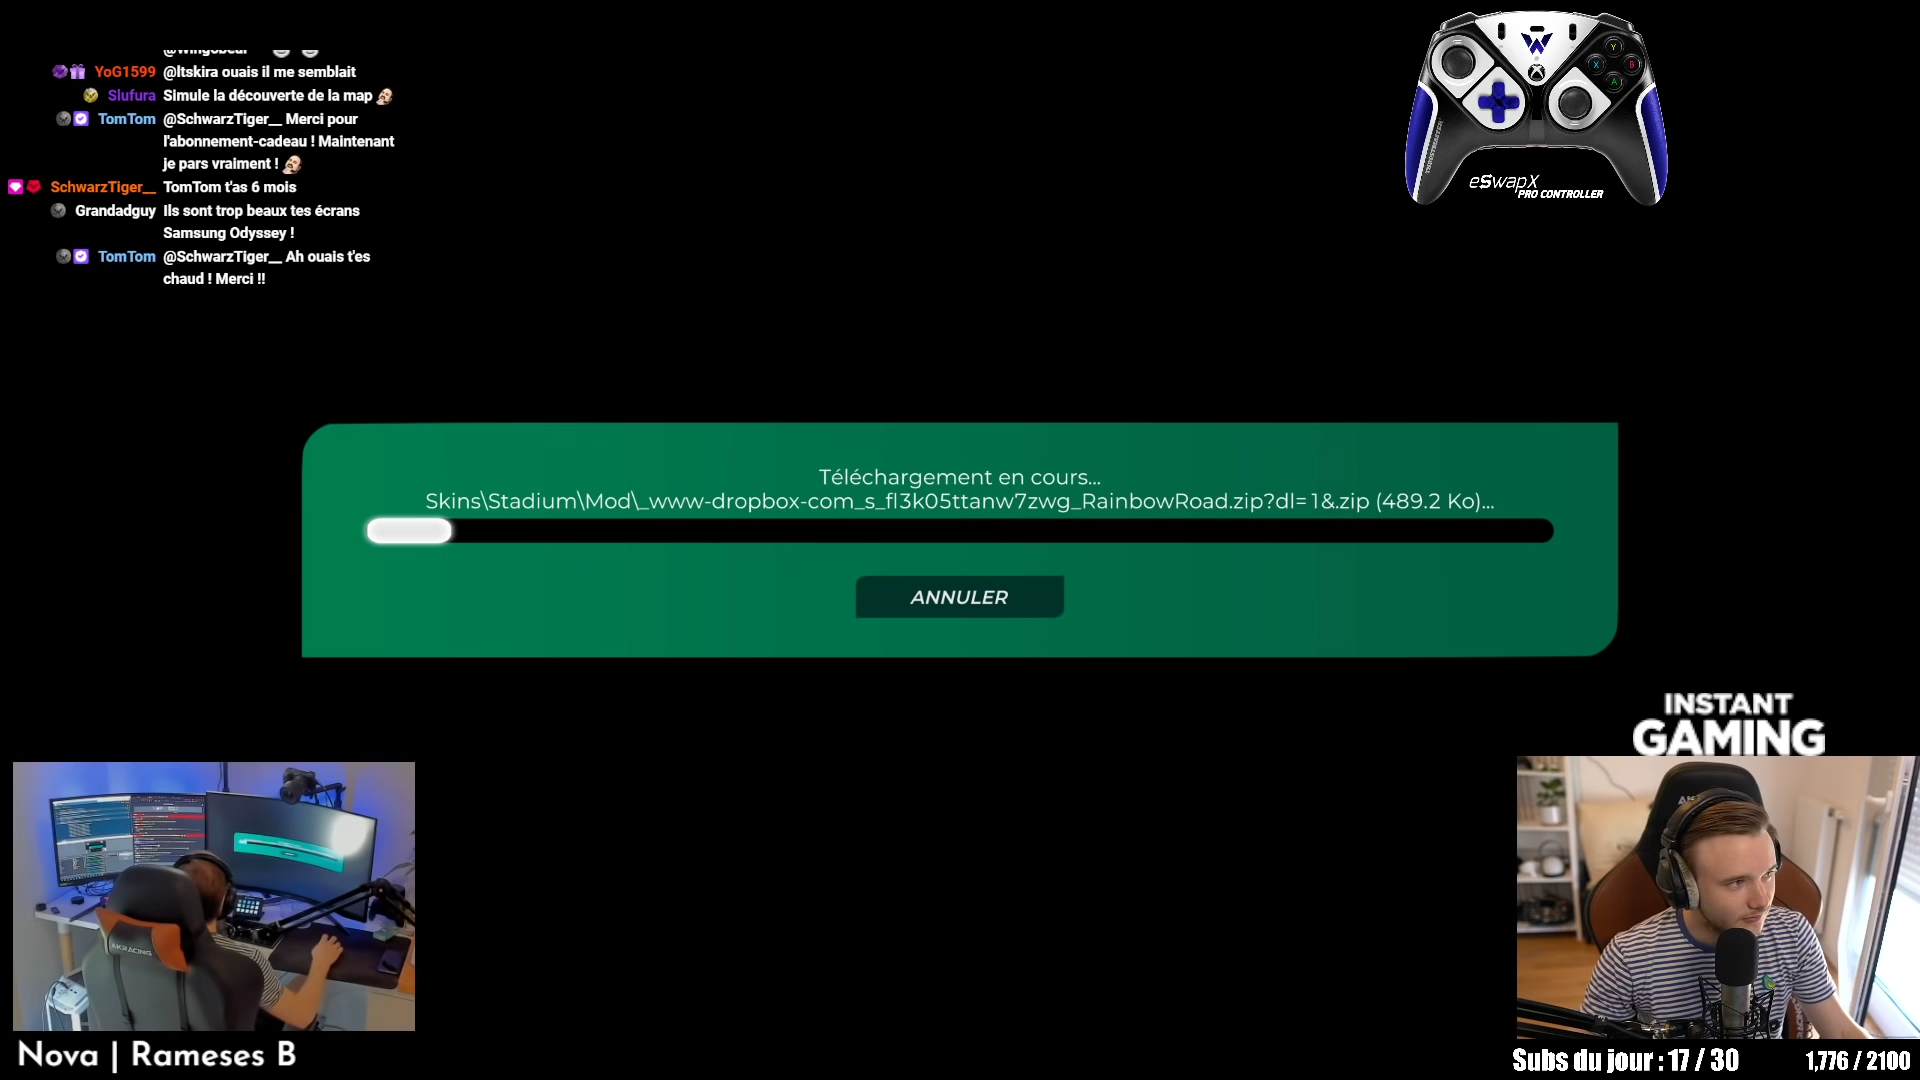 YoG1599 @ltskira ouais il me semblait
Slufura Simule la découverte de la map
TomTom @SchwarzTiger__ Merci pour
l'abonnement-cadeau ! Maintenant
je pars vraiment !
SchwarzTiger__ TomTom t'as 6 mois
Grandadguy Ils sont trop beaux tes écrans
Samsung Odyssey !
TomTom @SchwarzTiger__ Ah ouais t'es
chaud ! Merci !!
Y
X B
A
THRUSTMASTER
eSwapX
PRO CONTROLLER
Téléchargement en cours...
Skins\Stadium\Mod\_www-dropbox-com_s_fl3k05ttanw7zwg_RainbowRoad.zip?dl=1&.zip (489.2 Ko)...
ANNULER
INSTANT
GAMING
AKRACING
Nova | Rameses B
Subs du jour : 17 / 30
1,776 / 2100